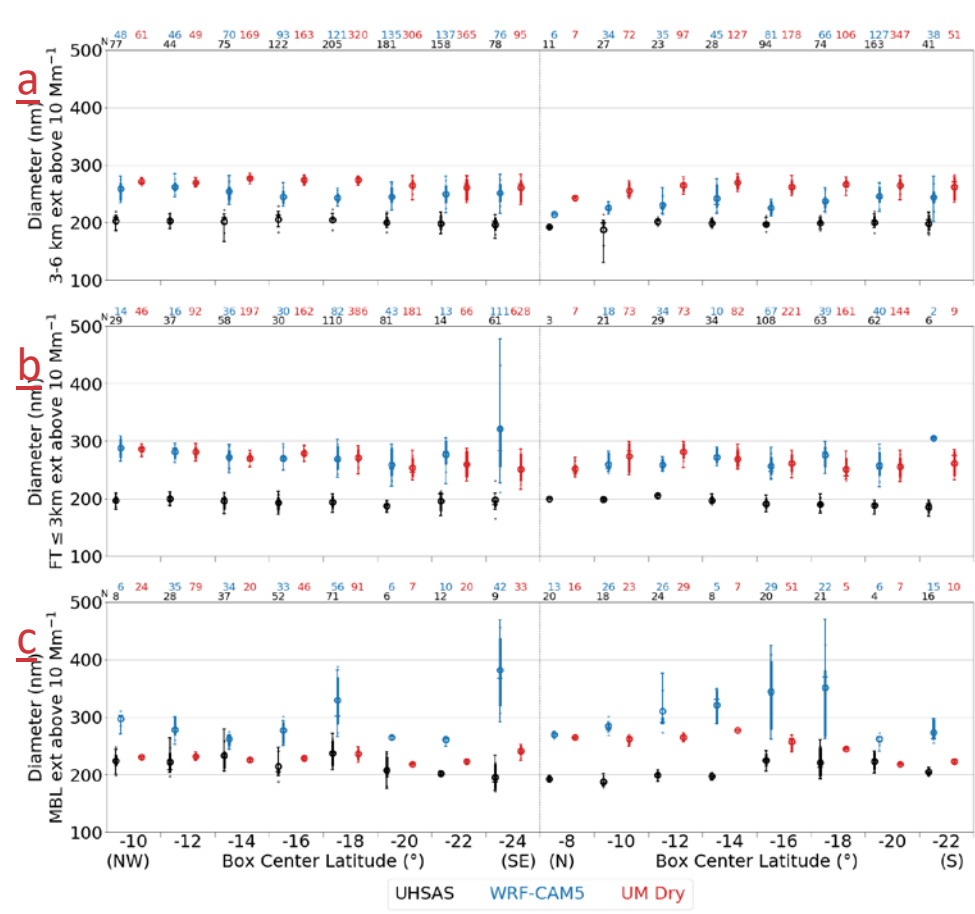 48 61 46 49 70 169 93 163 121 320 135 306 137 365 76 95 6 7 34 72 35 97 45 127 81 178 66 106 127 347 38 51
N 77 44 75 122 205 181 158 78 11 27 23 28 94 74 163 41
a
Diameter (nm)
3-6 km ext above 10 Mm⁻¹
500
400
300
200
100
14 46 16 92 36 197 30 162 82 386 43 181 13 66 111 628 7 18 73 34 73 10 82 67 221 39 161 40 144 2 9
N 29 37 58 30 110 81 14 61 3 21 29 34 108 63 62 6
b
Diameter (nm)
FT ≤ 3km ext above 10 Mm⁻¹
500
400
300
200
100
6 24 35 79 34 20 33 46 56 91 6 7 10 20 42 33 13 16 26 23 26 29 5 7 29 51 22 5 6 7 15 10
N 8 28 37 52 71 6 12 9 20 18 24 8 20 21 4 16
c
Diameter (nm)
MBL ext above 10 Mm⁻¹
500
400
300
200
100
-10 -12 -14 -16 -18 -20 -22 -24 -8 -10 -12 -14 -16 -18 -20 -22
(NW) Box Center Latitude (°) (SE) (N) Box Center Latitude (°) (S)
UHSAS WRF-CAM5 UM Dry